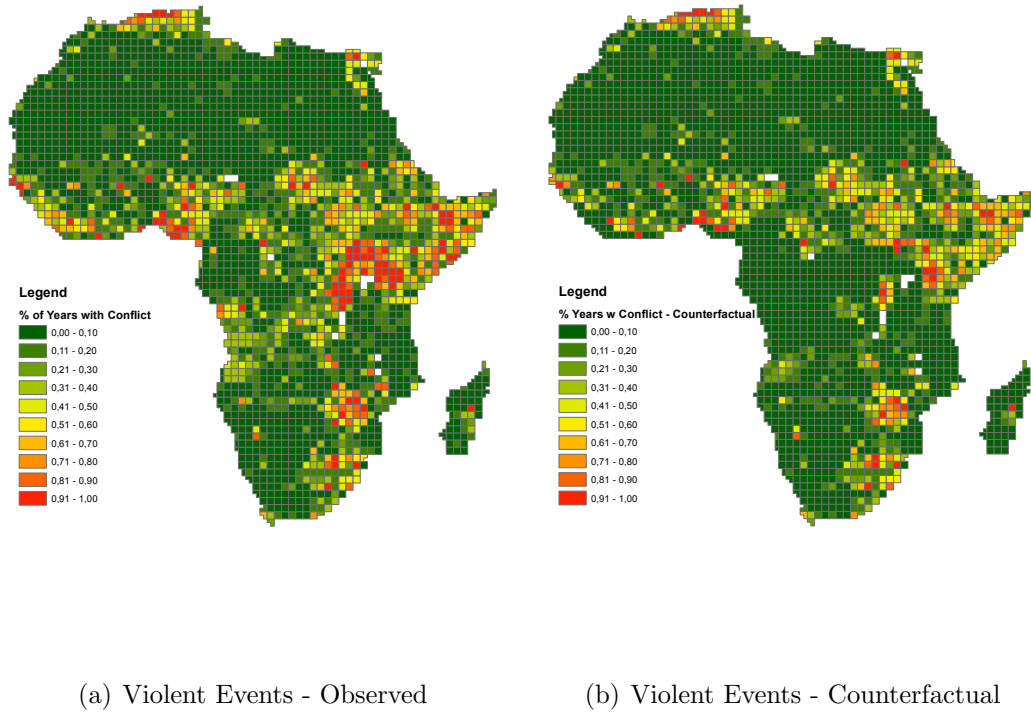 Legend
% of Years with Conflict
0,00 - 0,10
0,11 - 0,20
0,21 - 0,30
0,31 - 0,40
0,41 - 0,50
0,51 - 0,60
0,61 - 0,70
0,71 - 0,80
0,81 - 0,90
0,91 - 1,00
Legend
% Years w Conflict - Counterfactual
0,00 - 0,10
0,11 - 0,20
0,21 - 0,30
0,31 - 0,40
0,41 - 0,50
0,51 - 0,60
0,61 - 0,70
0,71 - 0,80
0,81 - 0,90
0,91 - 1,00
(a) Violent Events - Observed
(b) Violent Events - Counterfactual